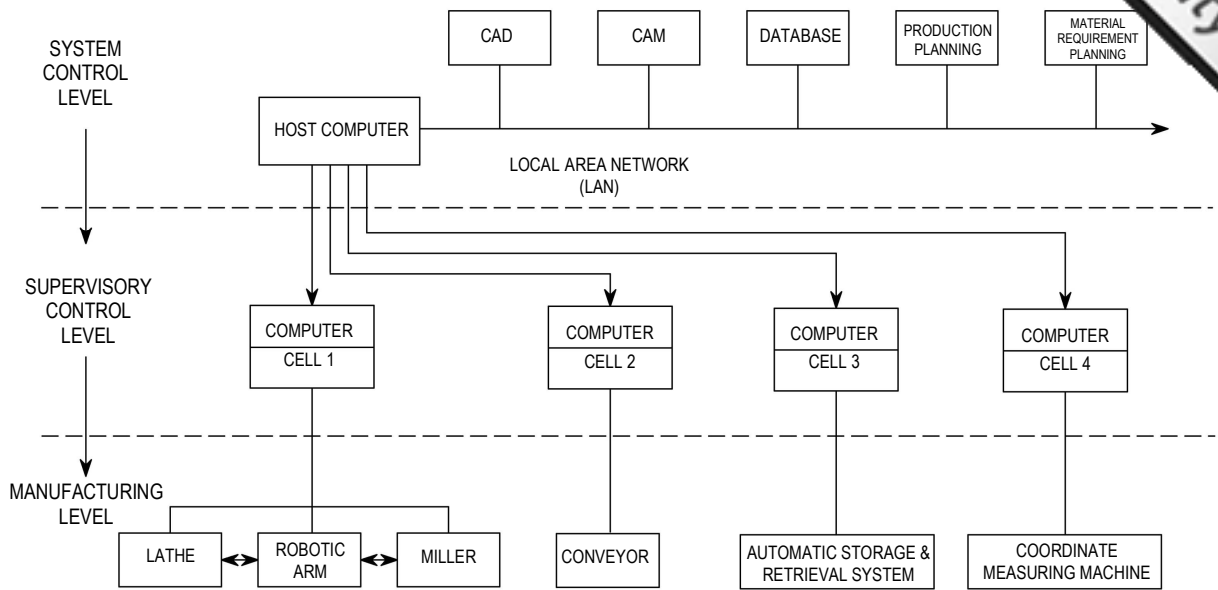 SYSTEM
CONTROL
LEVEL
CAD
CAM
DATABASE
PRODUCTION
PLANNING
MATERIAL
REQUIREMENT
PLANNING
HOST COMPUTER
LOCAL AREA NETWORK
(LAN)
SUPERVISORY
CONTROL
LEVEL
COMPUTER
CELL 1
COMPUTER
CELL 2
COMPUTER
CELL 3
COMPUTER
CELL 4
MANUFACTURING
LEVEL
LATHE
ROBOTIC
ARM
MILLER
CONVEYOR
AUTOMATIC STORAGE &
RETRIEVAL SYSTEM
COORDINATE
MEASURING MACHINE